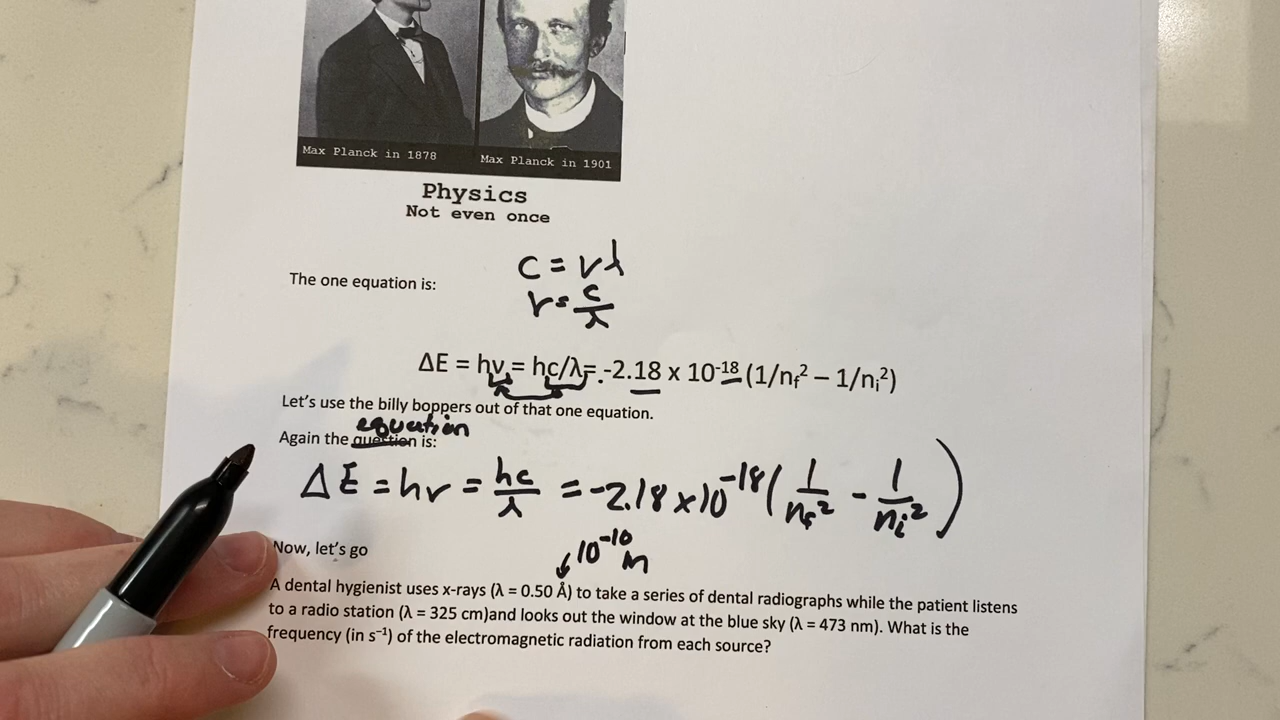 Max Planck in 1878 Max Planck in 1901
Physics
Not even once
c = νλ
The one equation is:
ν = c/λ
ΔE = hν = hc/λ = -2.18 x 10⁻¹⁸ (1/nf² – 1/ni²)
Let's use the billy boppers out of that one equation.
equation
Again the question is:
ΔE = hν = hc/λ = -2.18 x 10⁻¹⁸ (1/nf² - 1/ni²)
Now, let's go
10⁻¹⁰ m
A dental hygienist uses x-rays (λ = 0.50 Å) to take a series of dental radiographs while the patient listens
to a radio station (λ = 325 cm)and looks out the window at the blue sky (λ = 473 nm). What is the
frequency (in s⁻¹) of the electromagnetic radiation from each source?